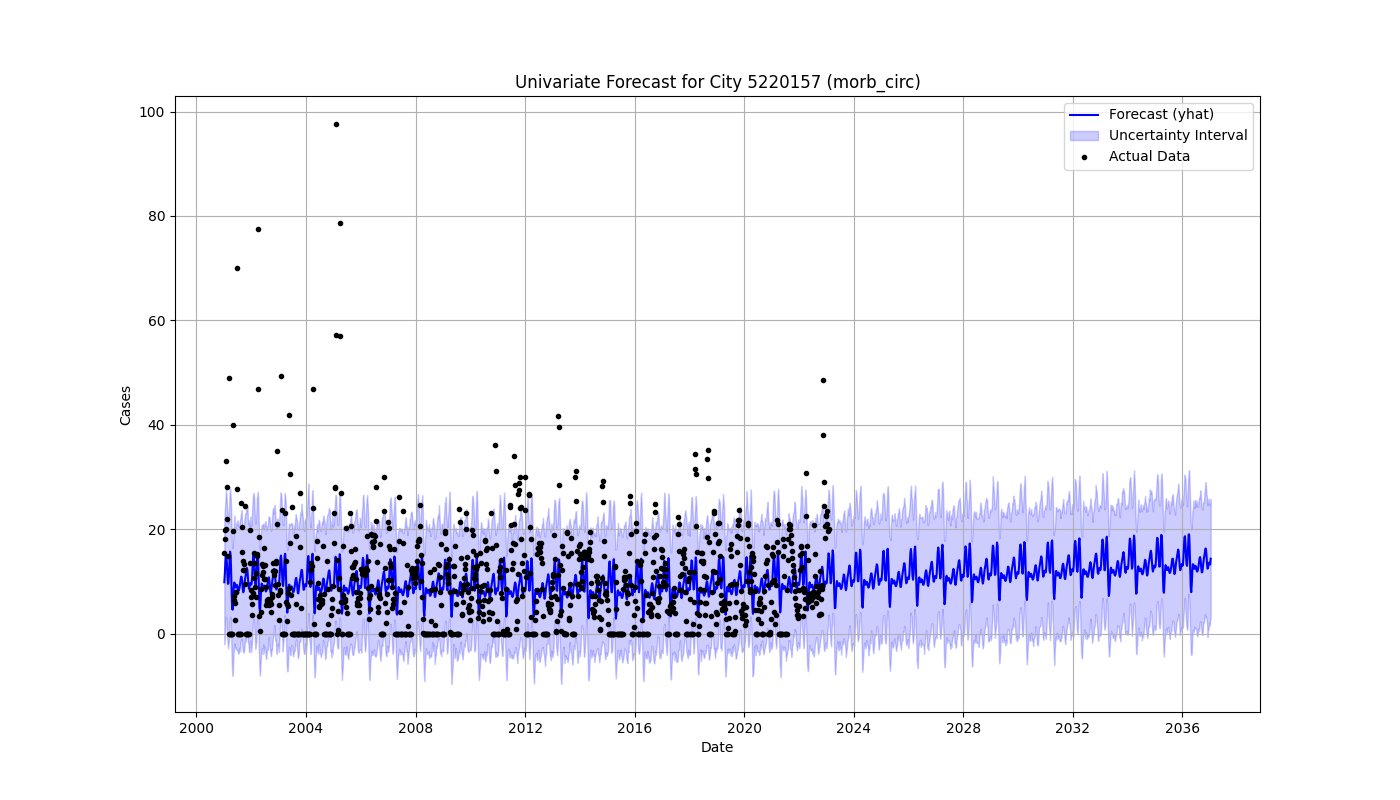 Univariate Forecast for City 5220157 (morb_circ)
Forecast (yhat)
Uncertainty Interval
Actual Data
Cases
100
80
60
40
20
0
2000 2004 2008 2012 2016 2020 2024 2028 2032 2036
Date